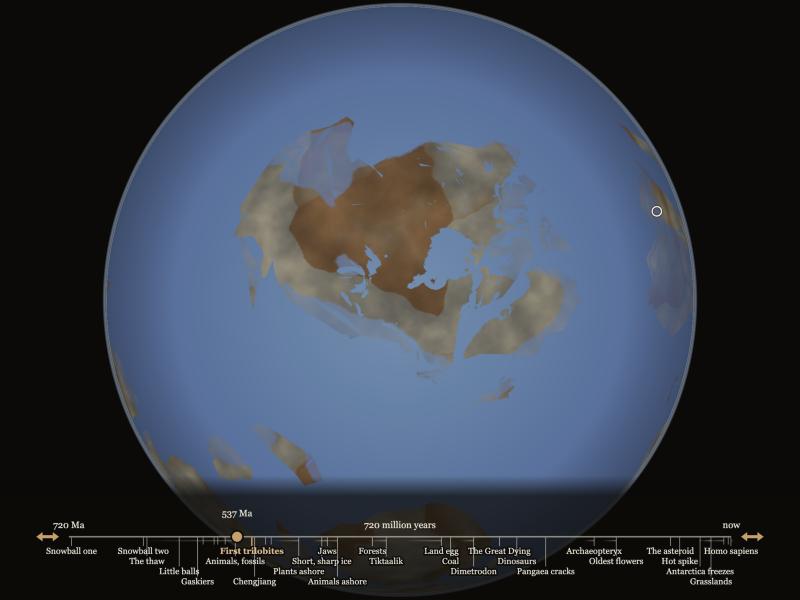 537 Ma
720 Ma
720 million years
now
Snowball one
Snowball two
First trilobites
Jaws
Forests
Land egg
The Great Dying
Archaeopteryx
The asteroid
Homo sapiens
The thaw
Animals, fossils
Short, sharp ice
Tiktaalik
Coal
Dinosaurs
Oldest flowers
Hot spike
Little balls
Plants ashore
Dimetrodon
Pangaea cracks
Antarctica freezes
Gaskiers
Chengjiang
Animals ashore
Grasslands